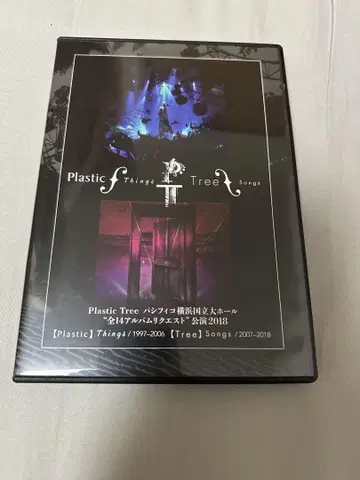 Plastic Things PT Tree Songs
Plastic Tree パシフィコ横浜国立大ホール
“全14アルバムリクエスト”公演2018
【Plastic】Things/1997–2006 【Tree】Songs/2007–2018